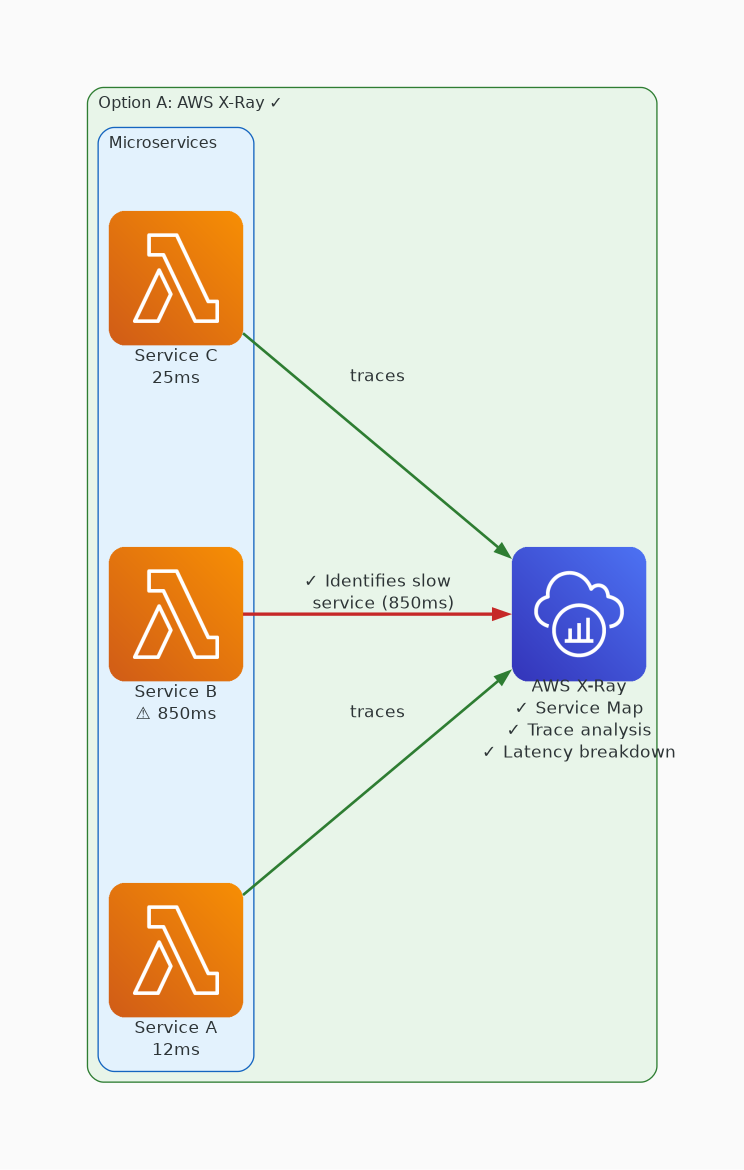 Option A: AWS X-Ray ✓
Microservices
Service C
25ms
traces
✓ Identifies slow
service (850ms)
Service B
⚠ 850ms
traces
AWS X-Ray
✓ Service Map
✓ Trace analysis
✓ Latency breakdown
Service A
12ms